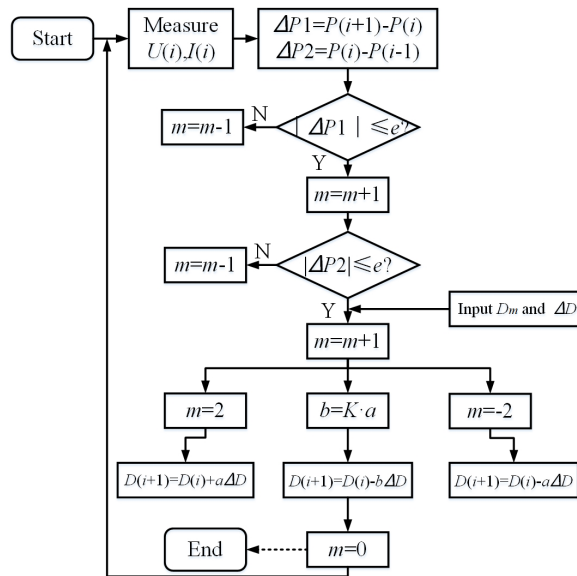 Start
Measure
U(i),I(i)
ΔP1=P(i+1)-P(i)
ΔP2=P(i)-P(i-1)
| ΔP1 | ≤e?
N
m=m-1
Y
m=m+1
|ΔP2|≤e?
N
m=m-1
Y
Input Dm and ΔD
m=m+1
m=2
b=K·a
m=-2
D(i+1)=D(i)+aΔD
D(i+1)=D(i)-bΔD
D(i+1)=D(i)-aΔD
End
m=0